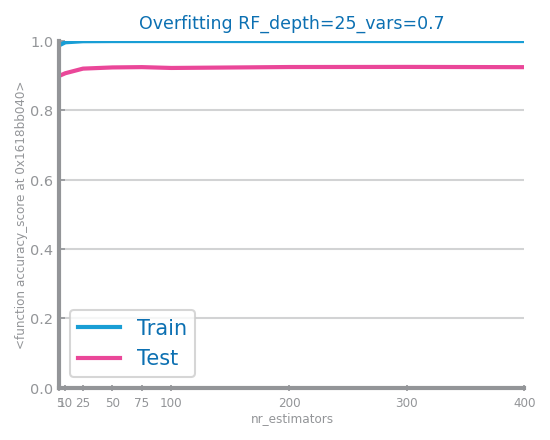 Overfitting RF_depth=25_vars=0.7
<function accuracy_score at 0x1618bb040>
1.0
0.8
0.6
0.4
0.2
0.0
Train
Test
5 10 25 50 75 100 200 300 400
nr_estimators